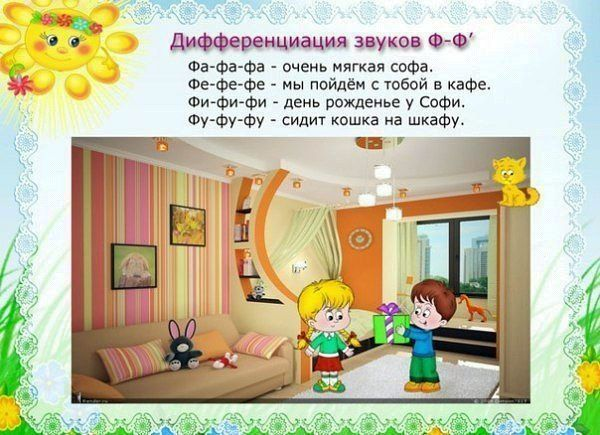 Дифференциация звуков Ф-Ф’
Фа-фа-фа - очень мягкая софа.
Фе-фе-фе - мы пойдём с тобой в кафе.
Фи-фи-фи - день рожденье у Софи.
Фу-фу-фу - сидит кошка на шкафу.